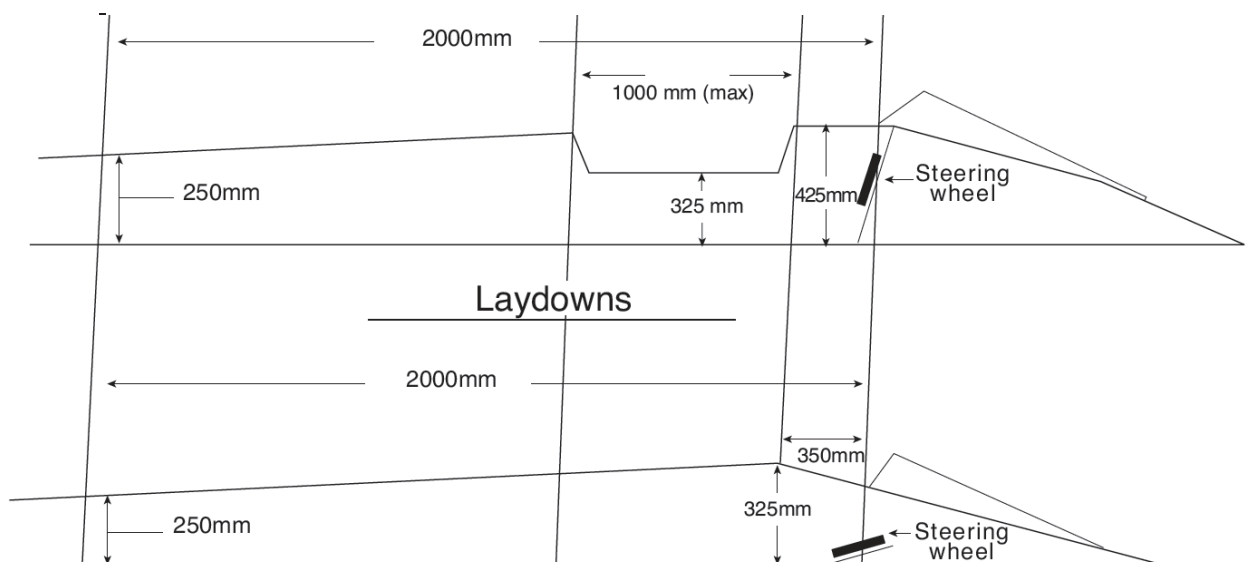 2000mm
1000 mm (max)
250mm
325 mm
425mm
Steering
wheel
Laydowns
2000mm
350mm
250mm
325mm
Steering
wheel